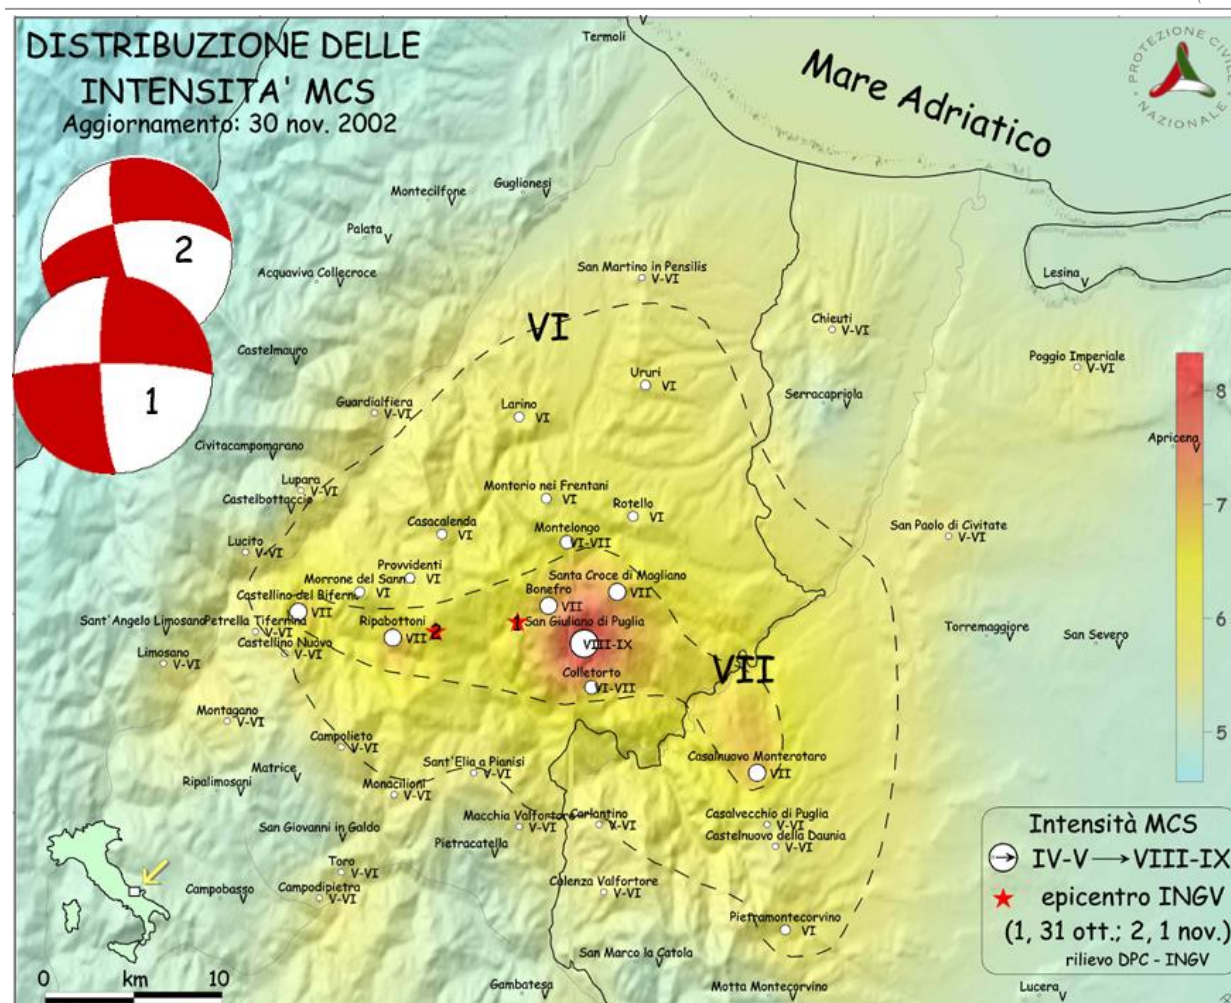 DISTRIBUZIONE DELLE
INTENSITA' MCS
Aggiornamento: 30 nov. 2002
Termoli
V
Mare Adriatico
PROTEZIONE CIVILE
NAZIONALE
2
1
Montecilfone
V
Guglionesi
V
Palata
V
Acquaviva Collecroce
V
San Martino in Pensilis
V-VI
Lesina
V
VI
Chieuti
V-VI
Castelmauro
V
Poggio Imperiale
V-VI
Ururi
VI
Serracapriola
V
Guardialfiera
V-VI
Larino
VI
8
Civitacampomarano
V
Apricena
V
Lupara
V-VI
Castelbottaccio
V
Montorio nei Frentani
VI
Rotello
VI
7
Casacalenda
VI
Montelongo
VI-VII
San Paolo di Civitate
V-VI
Lucito
V-VI
Provvidenti
VI
Morrone del Sann
VI
Santa Croce di Magliano
VII
Castellino del Biferno
VII
Bonefro
VII
6
Sant'Angelo Limosano
V
Petrella Tifernina
V-VI
Ripabottoni
VII
2
1
San Giuliano di Puglia
VIII-IX
Torremaggiore
V
San Severo
V
Limosano
V-VI
Castellino Nuovo
V-VI
Colletorto
VI-VII
VII
Montagano
V-VI
Campolieto
V-VI
5
Casalnuovo Monterotaro
VII
Sant'Elia a Pianisi
V-VI
Matrice
V
Ripalimosani
V
Monacilioni
V-VI
Macchia Valfortore
V-VI
Carlantino
V-VI
Casalvecchio di Puglia
V-VI
Castelnuovo della Daunia
V-VI
San Giovanni in Galdo
V
Pietracatella
V
Toro
V-VI
Campobasso
V
Campodipietra
V-VI
Celenza Valfortore
V-VI
Pietramontecorvino
VI
San Marco la Catola
V
Gambatesa
V
Motta Montecorvino
V
Lucera
V
Intensità MCS
IV-V VIII-IX
epicentro INGV
(1, 31 ott.; 2, 1 nov.)
rilievo DPC - INGV
0 10
km